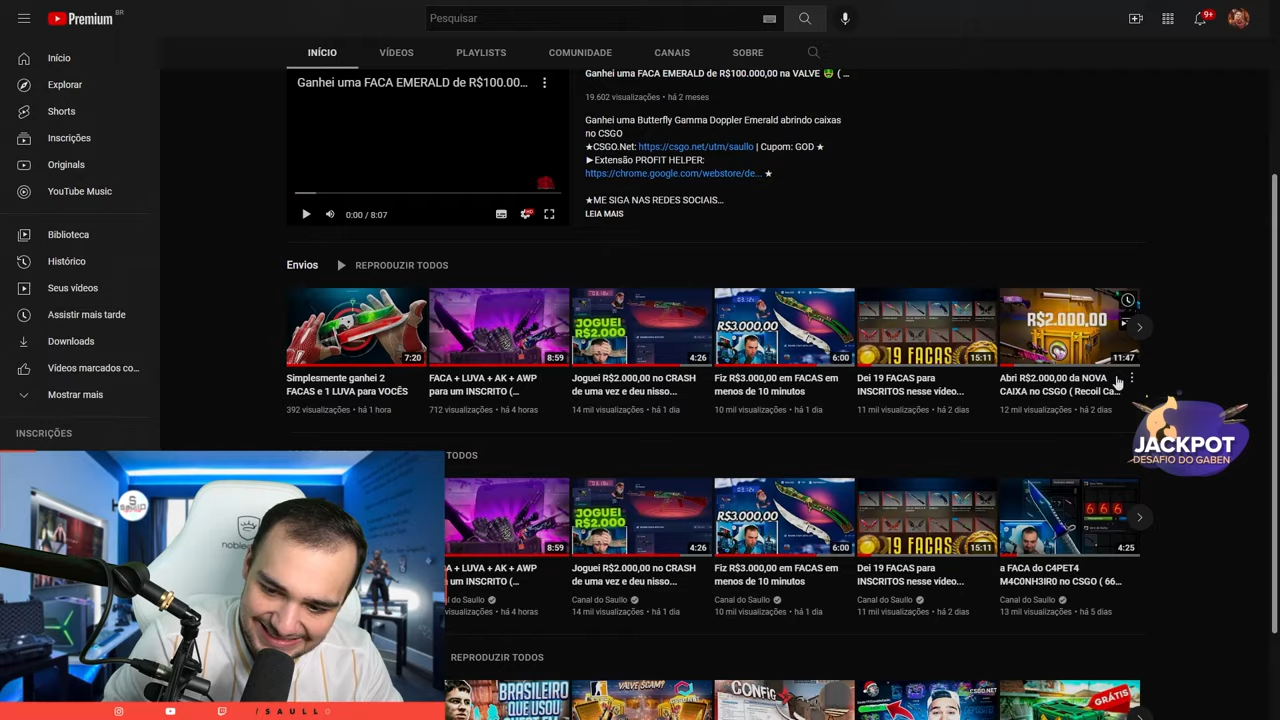 Premium BR
Pesquisar
9+
INÍCIO
VÍDEOS
PLAYLISTS
COMUNIDADE
CANAIS
SOBRE
Início
Explorar
Shorts
Inscrições
Originals
YouTube Music
Biblioteca
Histórico
Seus vídeos
Assistir mais tarde
Downloads
Vídeos marcados co...
Mostrar mais
INSCRIÇÕES
Ganhei uma FACA EMERALD de R$100.00...
0:00 / 8:07
HD
Ganhei uma FACA EMERALD de R$100.000,00 na VALVE 🤑 ( ...
19.602 visualizações • há 2 meses
Ganhei uma Butterfly Gamma Doppler Emerald abrindo caixas
no CSGO
★CSGO.Net: https://csgo.net/utm/saullo | Cupom: GOD ★
►Extensão PROFIT HELPER:
https://chrome.google.com/webstore/de... ★
★ME SIGA NAS REDES SOCIAIS...
LEIA MAIS
Envios
REPRODUZIR TODOS
7:20
Simplesmente ganhei 2
FACAS e 1 LUVA para VOCÊS
392 visualizações • há 1 hora
8:59
FACA + LUVA + AK + AWP
para um INSCRITO (...
712 visualizações • há 4 horas
JOGUEI
R$2.000
4:26
Joguei R$2.000,00 no CRASH
de uma vez e deu nisso...
14 mil visualizações • há 1 dia
R$3.000,00
6:00
Fiz R$3.000,00 em FACAS em
menos de 10 minutos
10 mil visualizações • há 1 dia
19 FACAS
15:11
Dei 19 FACAS para
INSCRITOS nesse vídeo...
11 mil visualizações • há 2 dias
R$2.000,00
11:47
Abri R$2.000,00 da NOVA
CAIXA no CSGO ( Recoil Ca...
12 mil visualizações • há 2 dias
JACKPOT
DESAFIO DO GABEN
TODOS
8:59
+ LUVA + AK + AWP
um INSCRITO (...
há 4 horas
JOGUEI
R$2.000
4:26
Joguei R$2.000,00 no CRASH
de uma vez e deu nisso...
Canal do Saullo
14 mil visualizações • há 1 dia
R$3.000,00
6:00
Fiz R$3.000,00 em FACAS em
menos de 10 minutos
Canal do Saullo
10 mil visualizações • há 1 dia
19 FACAS
15:11
Dei 19 FACAS para
INSCRITOS nesse vídeo...
Canal do Saullo
11 mil visualizações • há 2 dias
666
4:25
a FACA do C4PET4
M4C0NH3IR0 no CSGO ( 66...
Canal do Saullo
13 mil visualizações • há 5 dias
REPRODUZIR TODOS
BRASILEIRO
QUE USOU
VALVE SCAM?
CONFIG
CSGO.NET
GRÁTIS
noble
/SAULLO